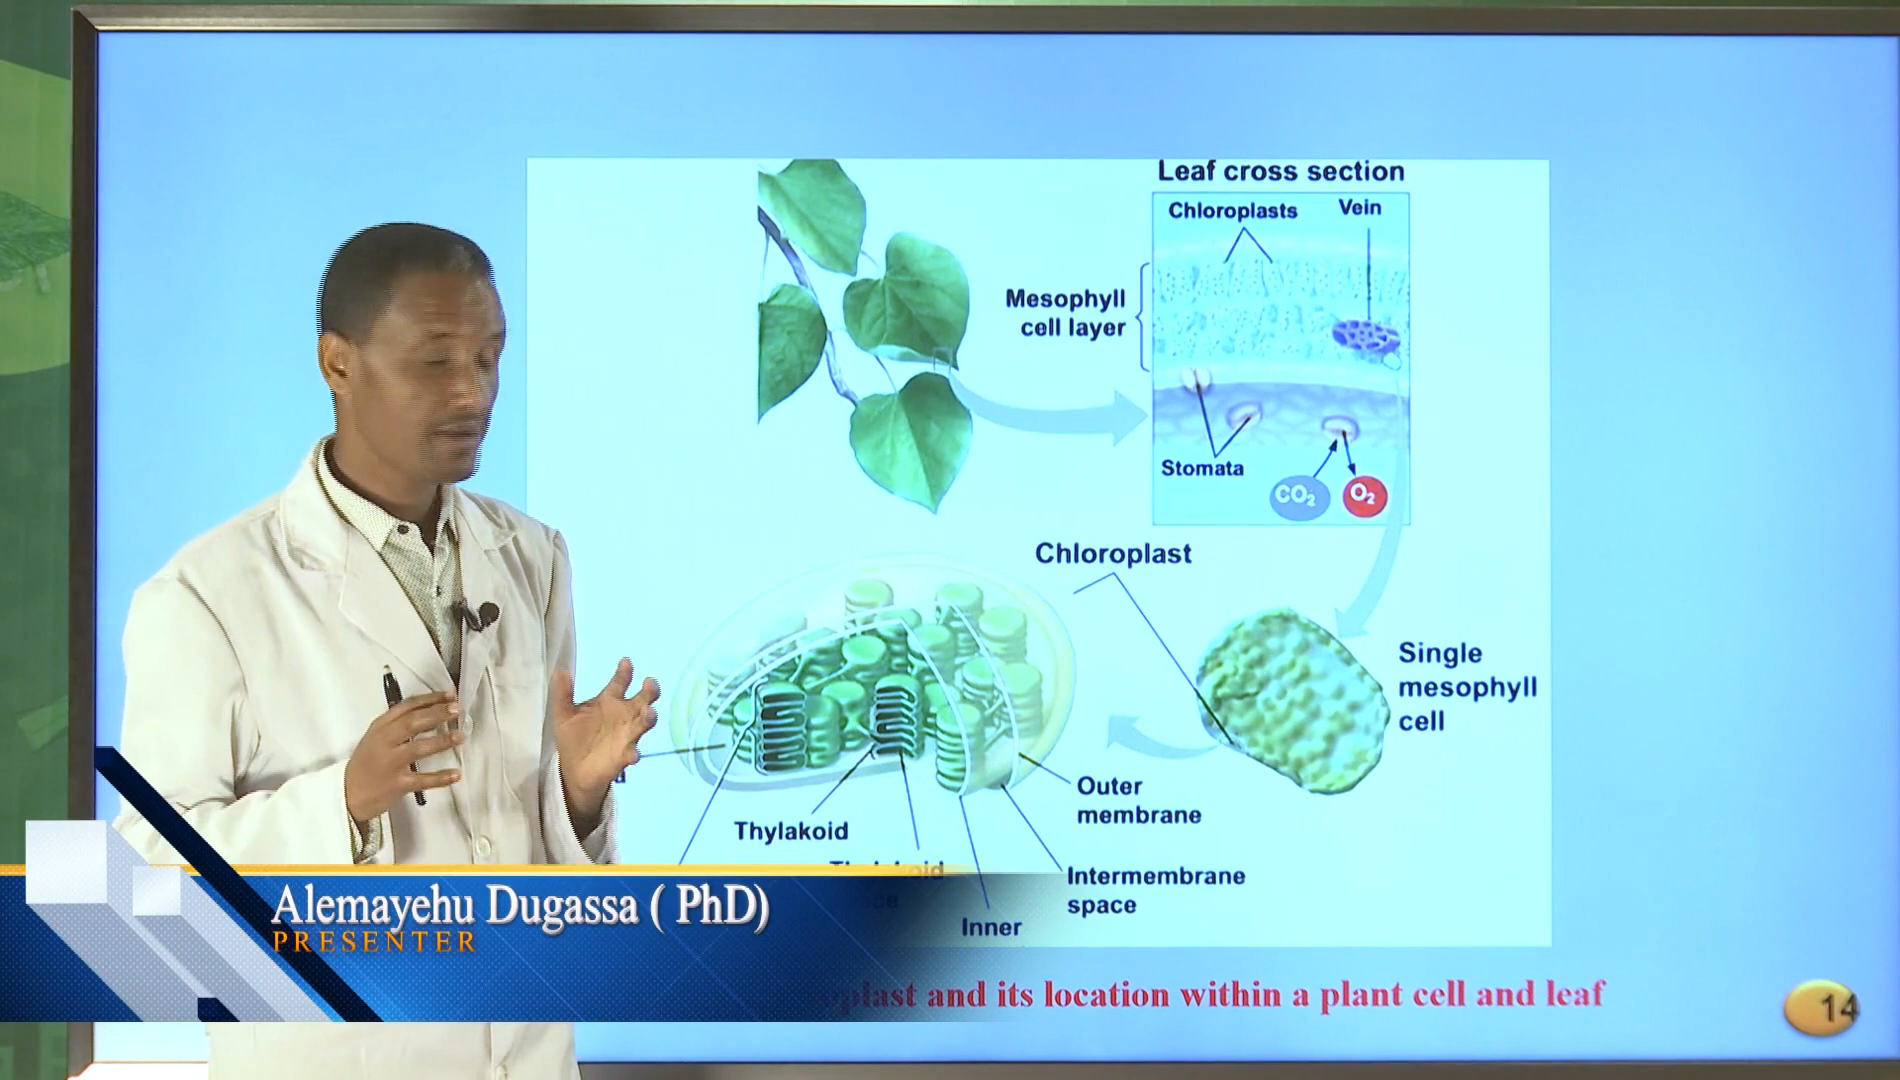 Leaf cross section
Chloroplasts
Vein
Mesophyll
cell layer
Stomata
CO₂
O₂
Chloroplast
Single
mesophyll
cell
Outer
membrane
Thylakoid
Intermembrane
space
Inner
Alemayehu Dugassa ( PhD)
PRESENTER
and its location within a plant cell and leaf
14